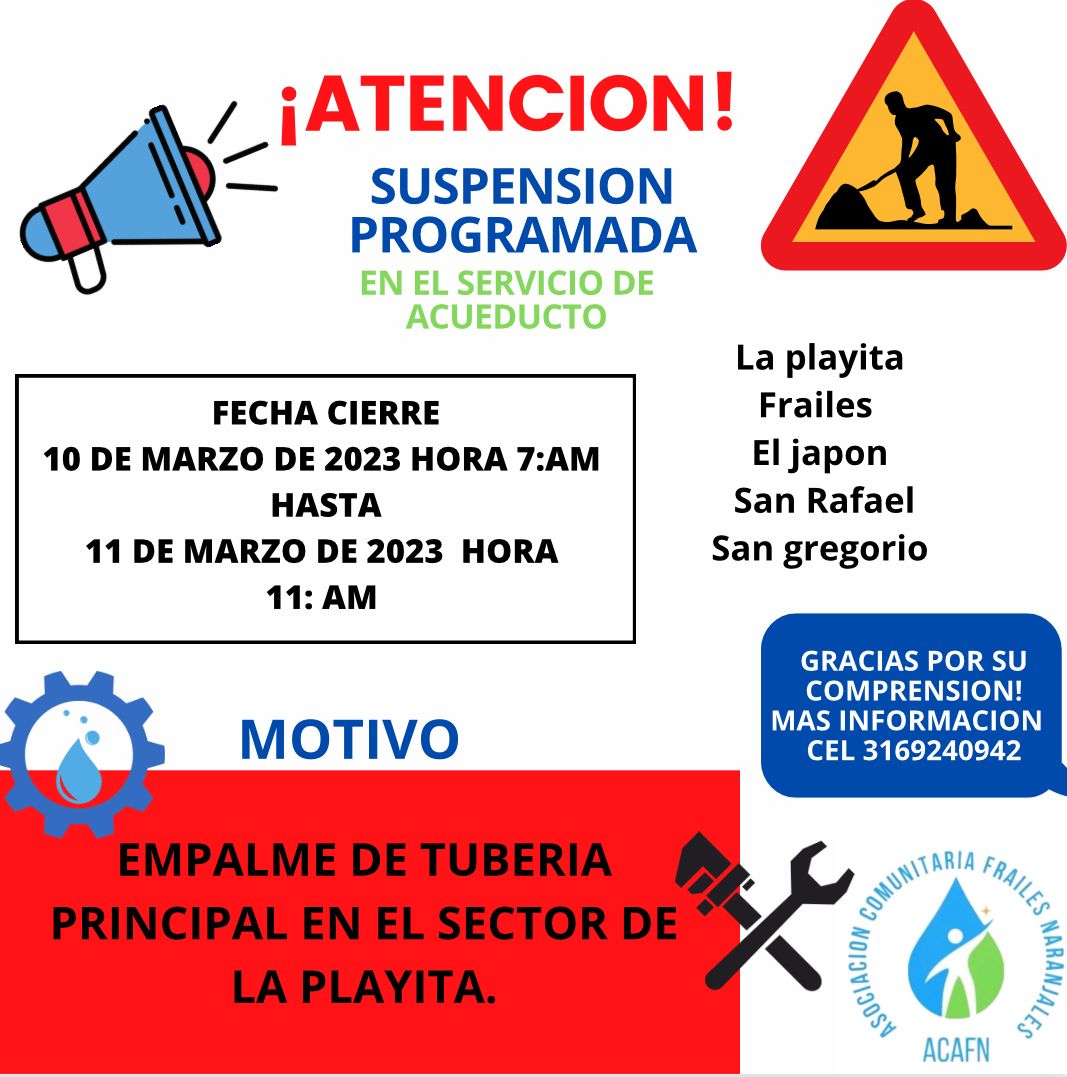 ¡ATENCION!
SUSPENSION
PROGRAMADA
EN EL SERVICIO DE
ACUEDUCTO
FECHA CIERRE
10 DE MARZO DE 2023 HORA 7:AM
HASTA
11 DE MARZO DE 2023 HORA
11: AM
La playita
Frailes
El japon
San Rafael
San gregorio
GRACIAS POR SU
COMPRENSION!
MAS INFORMACION
CEL 3169240942
MOTIVO
EMPALME DE TUBERIA
PRINCIPAL EN EL SECTOR DE
LA PLAYITA.
ASOCIACION COMUNITARIA FRAILES NARANJALES
ACAFN